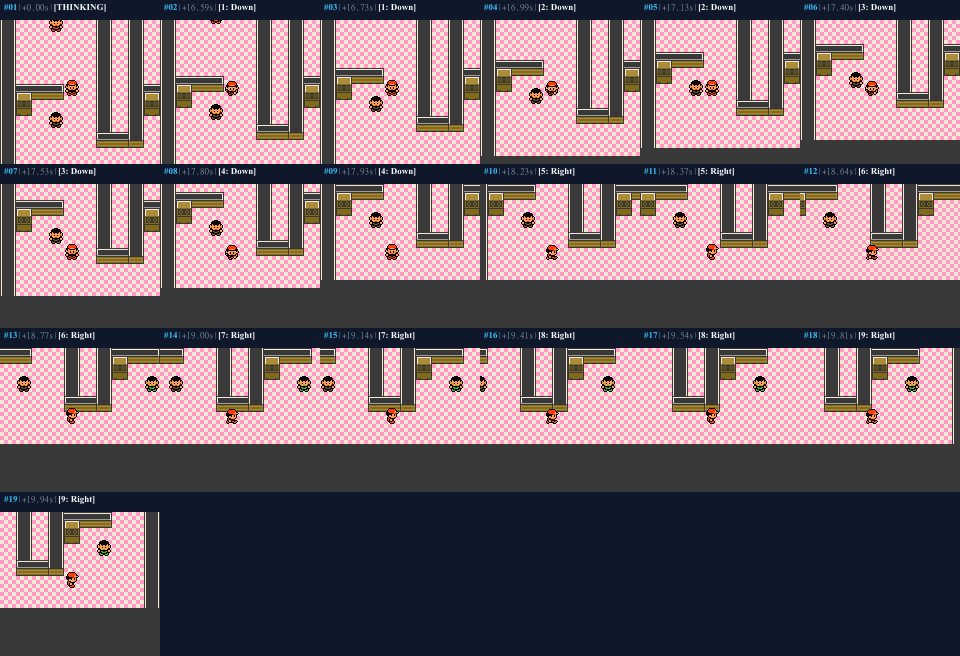 #01|+0.00s|[THINKING]
#02|+16.59s|[1: Down]
#03|+16.73s|[1: Down]
#04|+16.99s|[2: Down]
#05|+17.13s|[2: Down]
#06|+17.40s|[3: Down]
#07|+17.53s|[3: Down]
#08|+17.80s|[4: Down]
#09|+17.93s|[4: Down]
#10|+18.23s|[5: Right]
#11|+18.37s|[5: Right]
#12|+18.64s|[6: Right]
#13|+18.77s|[6: Right]
#14|+19.00s|[7: Right]
#15|+19.14s|[7: Right]
#16|+19.41s|[8: Right]
#17|+19.54s|[8: Right]
#18|+19.81s|[9: Right]
#19|+19.94s|[9: Right]